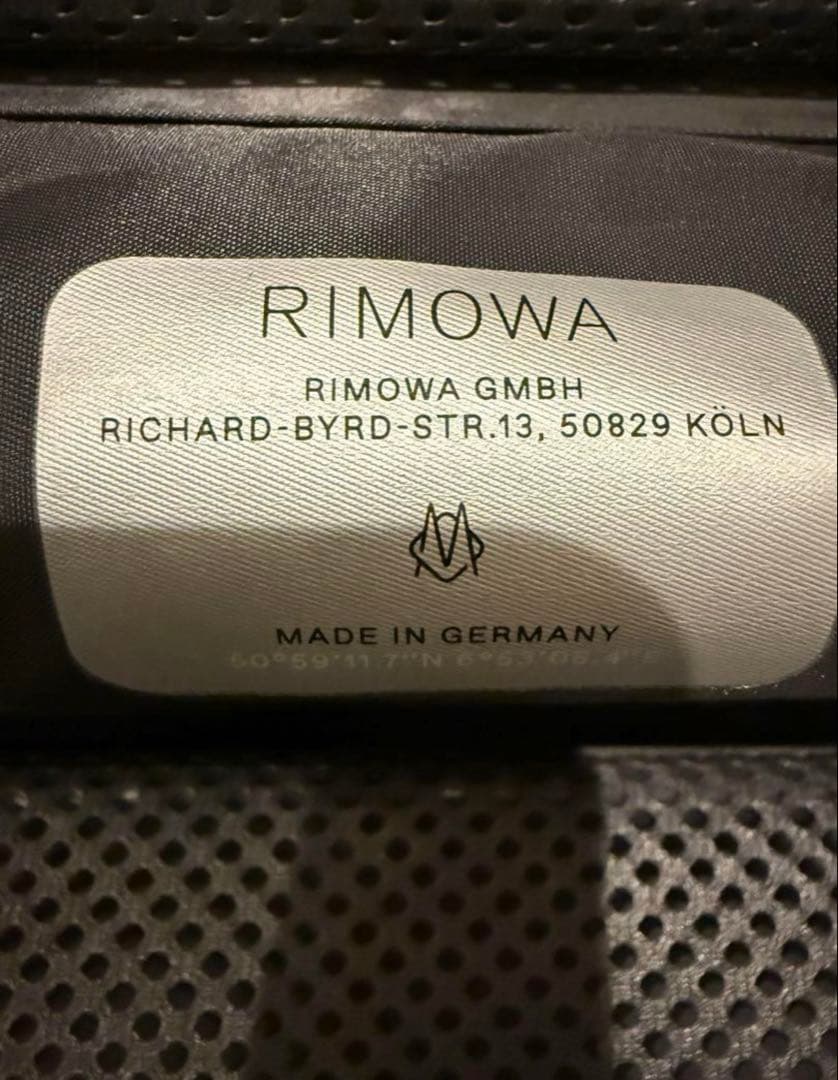 RIMOWA
RIMOWA GMBH
RICHARD-BYRD-STR.13, 50829 KÖLN
MADE IN GERMANY